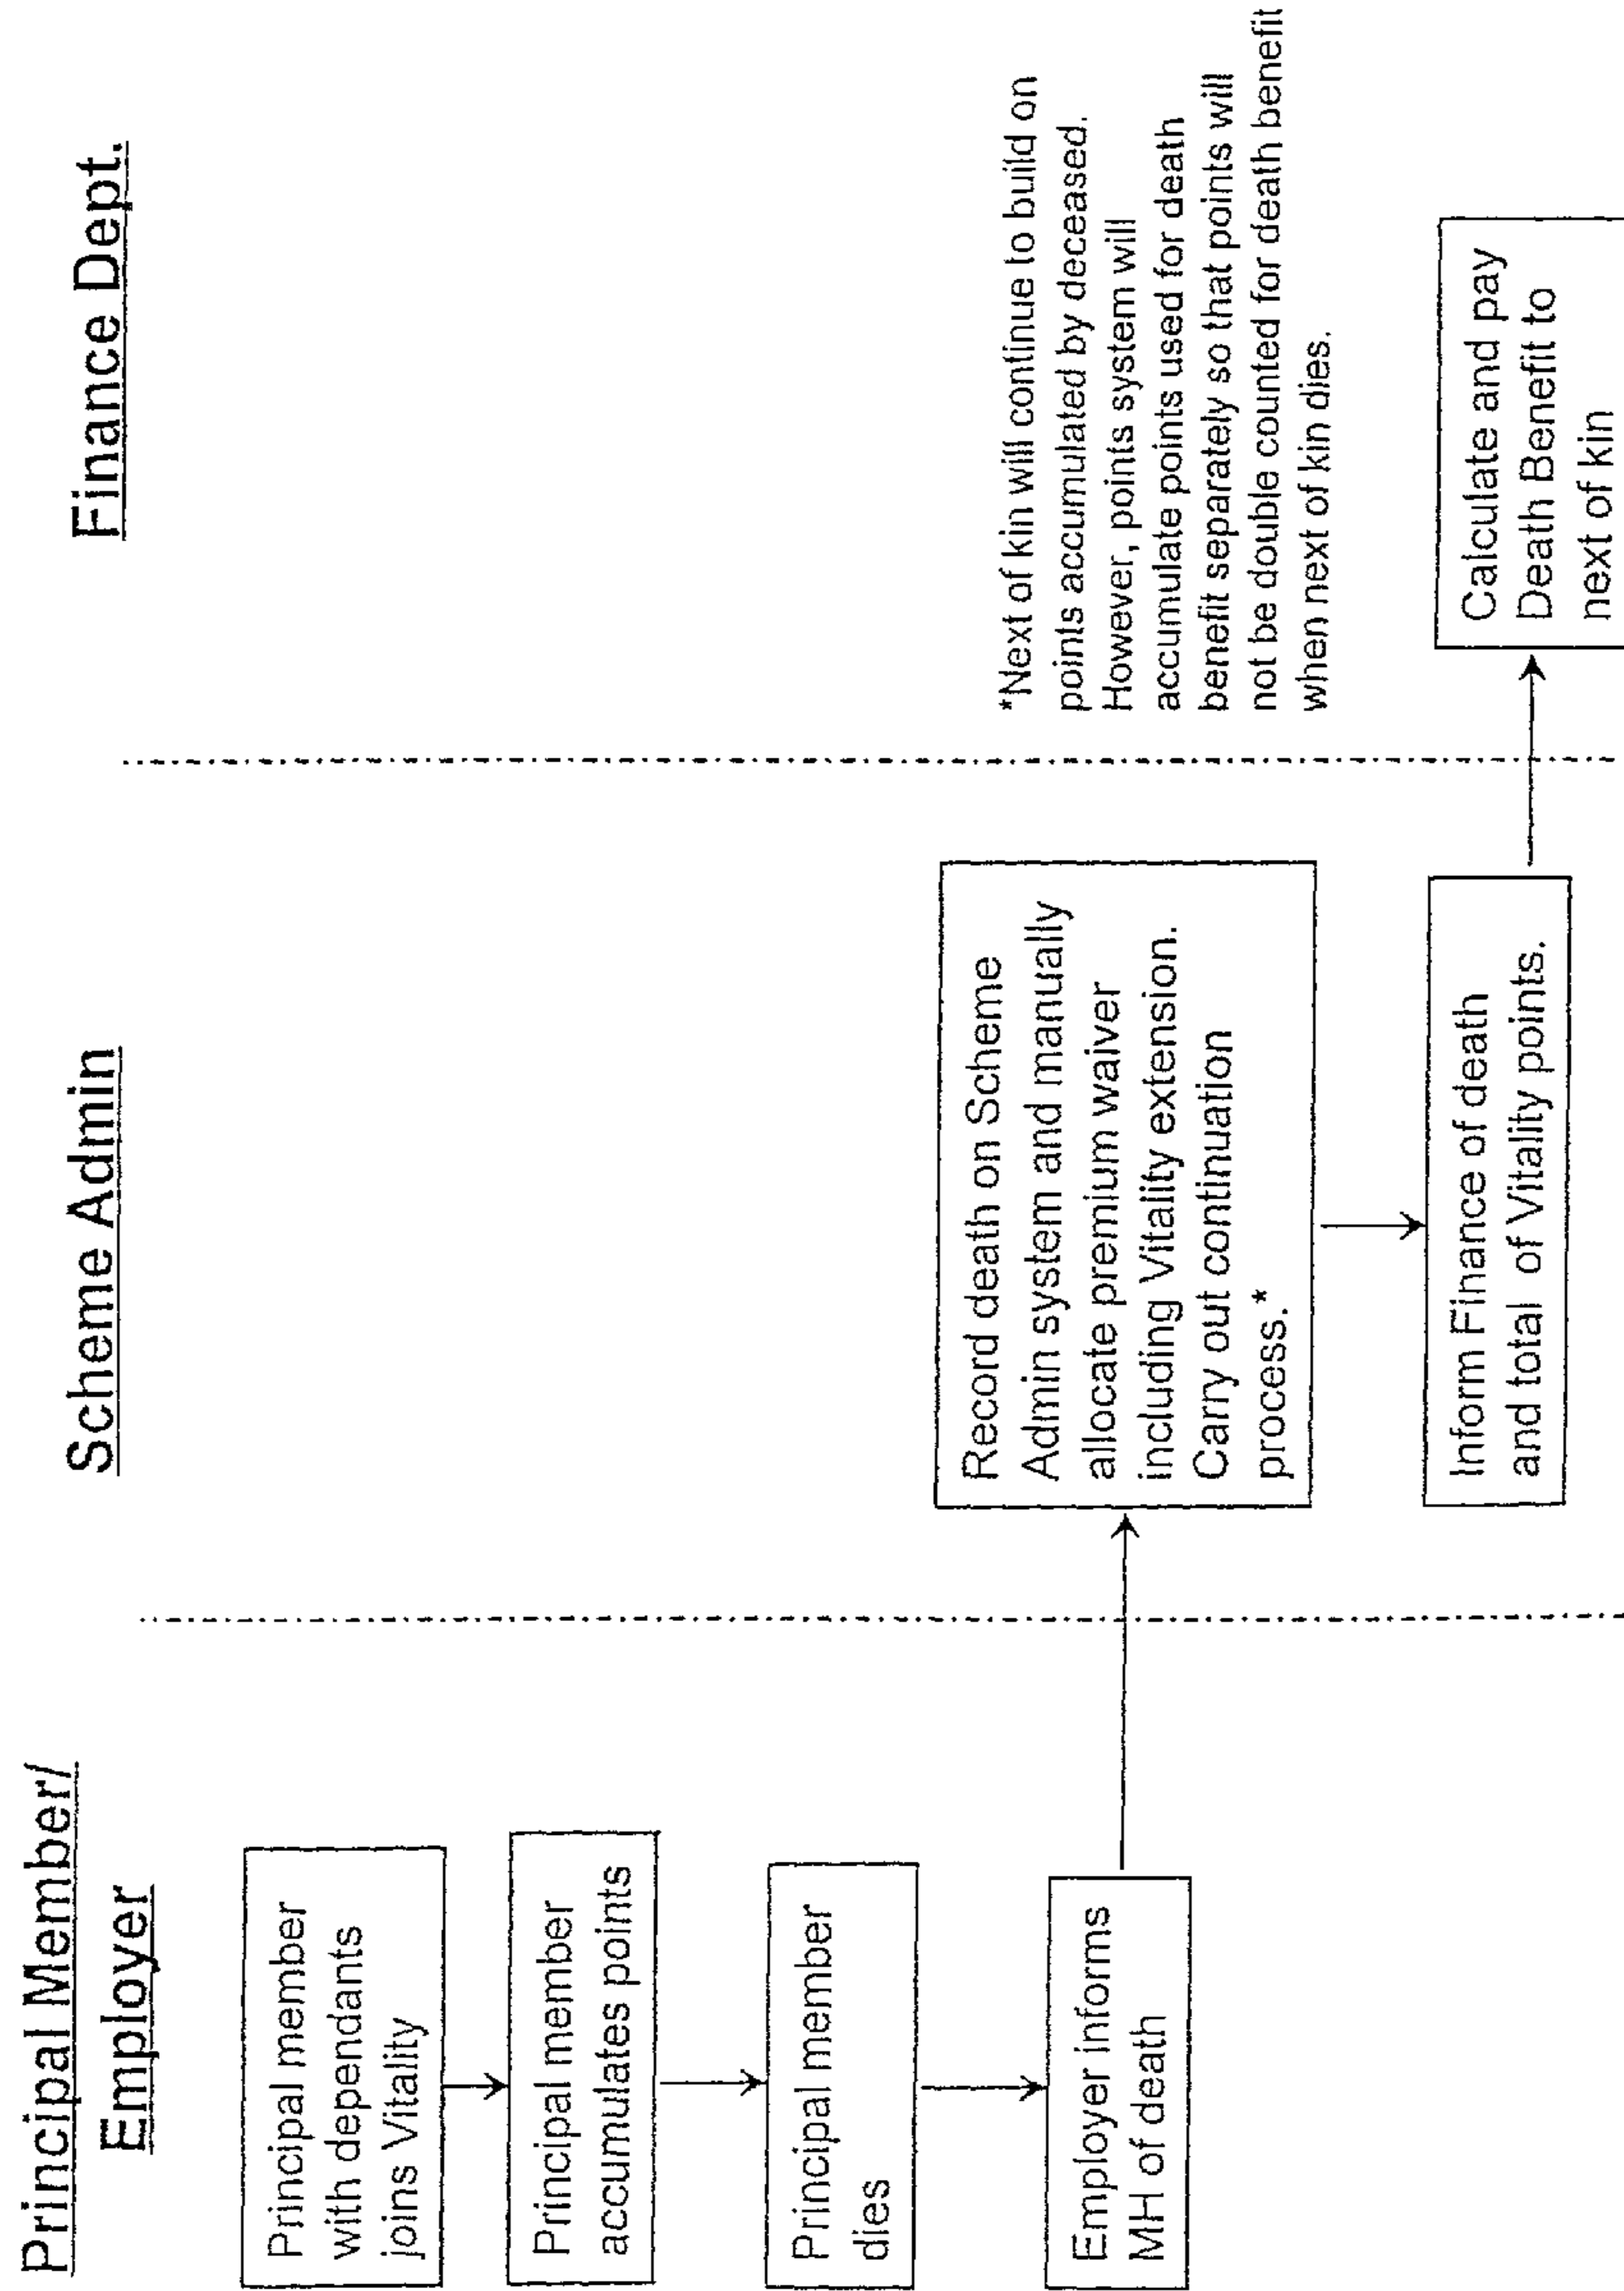 Principal Member/
Employer
Principal member
with dependants
joins Vitality
Principal member
accumulates points
Principal member
dies
Employer informs
MH of death
Scheme Admin
Record death on Scheme
Admin system and manually
allocate premium waiver
including Vitality extension.
Carry out continuation
process.*
Inform Finance of death
and total of Vitality points.
Finance Dept.
*Next of kin will continue to build on
points accumulated by deceased.
However, points system will
accumulate points used for death
benefit separately so that points will
not be double counted for death benefit
when next of kin dies.
Calculate and pay
Death Benefit to
next of kin